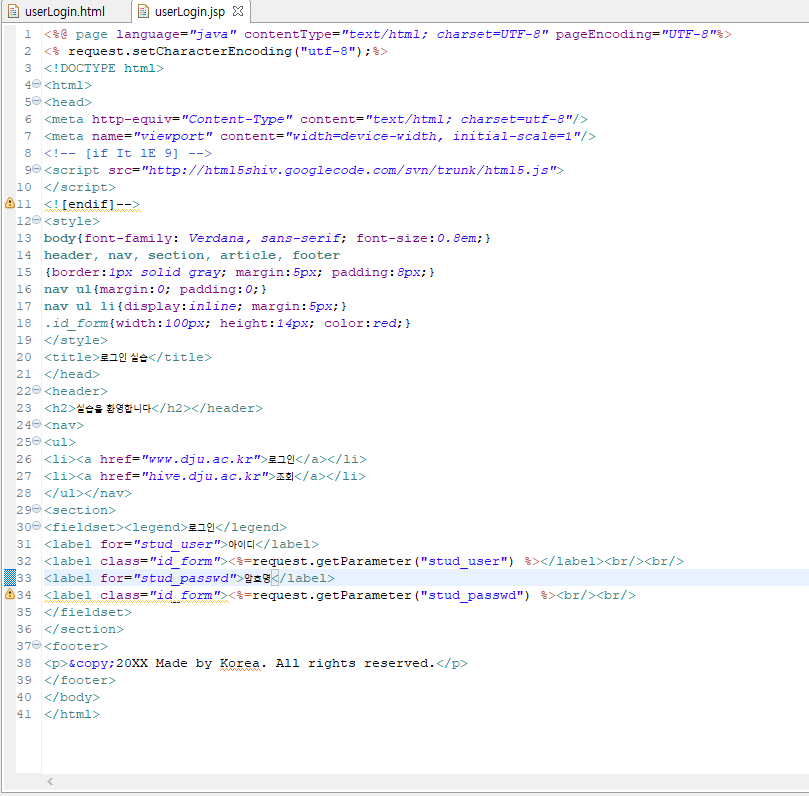 userLogin.html userLogin.jsp
1 <%@ page language="java" contentType="text/html; charset=UTF-8" pageEncoding="UTF-8"%>
2 <% request.setCharacterEncoding("utf-8");%>
3 <!DOCTYPE html>
4 <html>
5 <head>
6 <meta http-equiv="Content-Type" content="text/html; charset=utf-8"/>
7 <meta name="viewport" content="width=device-width, initial-scale=1"/>
8 <!-- [if It lE 9] -->
9 <script src="http://html5shiv.googlecode.com/svn/trunk/html5.js">
10 </script>
11 <![endif]-->
12 <style>
13 body{font-family: Verdana, sans-serif; font-size:0.8em;}
14 header, nav, section, article, footer
15 {border:1px solid gray; margin:5px; padding:8px;}
16 nav ul{margin:0; padding:0;}
17 nav ul li{display:inline; margin:5px;}
18 .id_form{width:100px; height:14px; color:red;}
19 </style>
20 <title>로그인 실습</title>
21 </head>
22 <header>
23 <h2>실습을 환영합니다</h2></header>
24 <nav>
25 <ul>
26 <li><a href="www.dju.ac.kr">로그인</a></li>
27 <li><a href="hive.dju.ac.kr">조회</a></li>
28 </ul></nav>
29 <section>
30 <fieldset><legend>로그인</legend>
31 <label for="stud_user">아이디</label>
32 <label class="id_form"><%=request.getParameter("stud_user") %></label><br/><br/>
33 <label for="stud_passwd">암호명</label>
34 <label class="id_form"><%=request.getParameter("stud_passwd") %><br/><br/>
35 </fieldset>
36 </section>
37 <footer>
38 <p>&copy;20XX Made by Korea. All rights reserved.</p>
39 </footer>
40 </body>
41 </html>